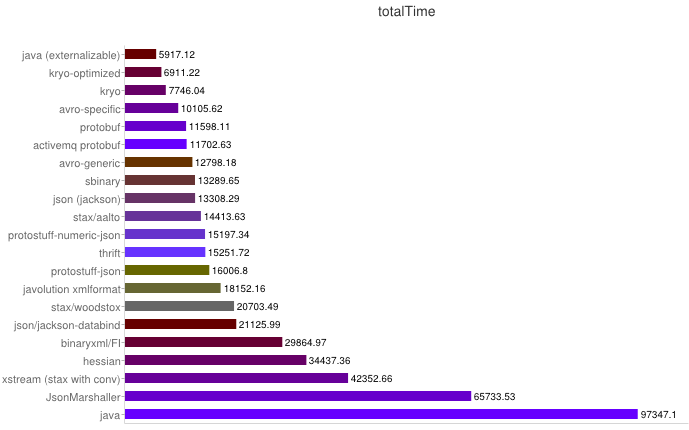 totalTime
java (externalizable) 5917.12
kryo-optimized 6911.22
kryo 7746.04
avro-specific 10105.62
protobuf 11598.11
activemq protobuf 11702.63
avro-generic 12798.18
sbinary 13289.65
json (jackson) 13308.29
stax/aalto 14413.63
protostuff-numeric-json 15197.34
thrift 15251.72
protostuff-json 16006.8
javolution xmlformat 18152.16
stax/woodstox 20703.49
json/jackson-databind 21125.99
binaryxml/FI 29864.97
hessian 34437.36
xstream (stax with conv) 42352.66
JsonMarshaller 65733.53
java 97347.1